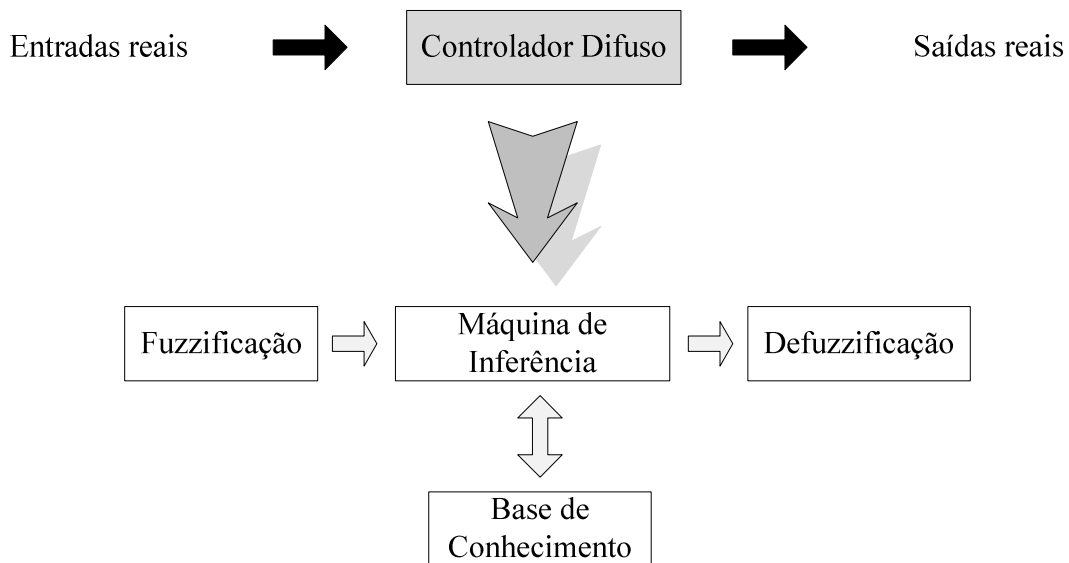 Entradas reais
Controlador Difuso
Saídas reais
Fuzzificação
Máquina de
Inferência
Defuzzificação
Base de
Conhecimento